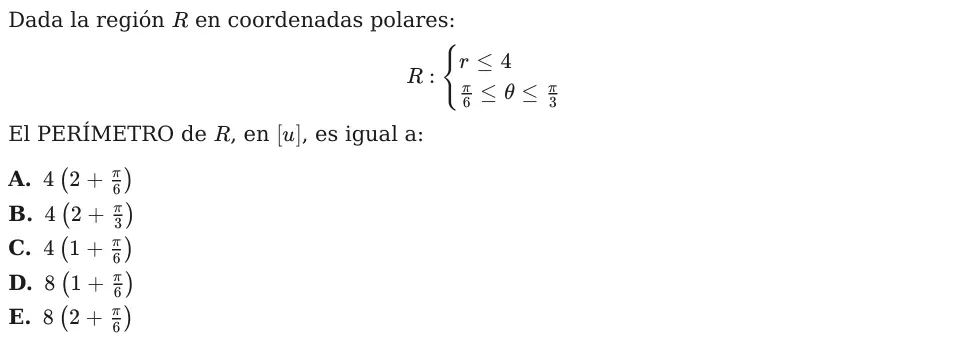 Dada la región R en coordenadas polares:
R : { r ≤ 4
π/6 ≤ θ ≤ π/3
El PERÍMETRO de R, en [u], es igual a:
A. 4 (2 + π/6)
B. 4 (2 + π/3)
C. 4 (1 + π/6)
D. 8 (1 + π/6)
E. 8 (2 + π/6)